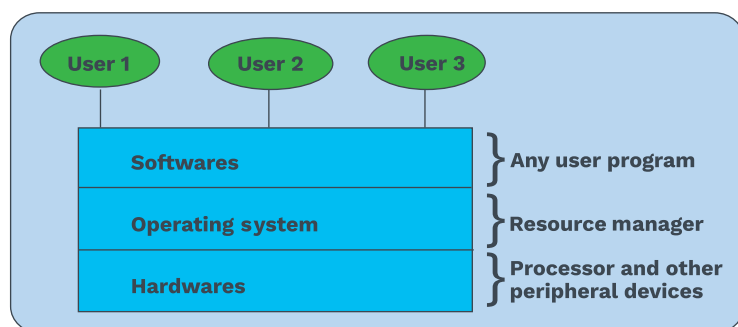 User 1
User 2
User 3
Softwares
Any user program
Operating system
Resource manager
Hardwares
Processor and other
peripheral devices